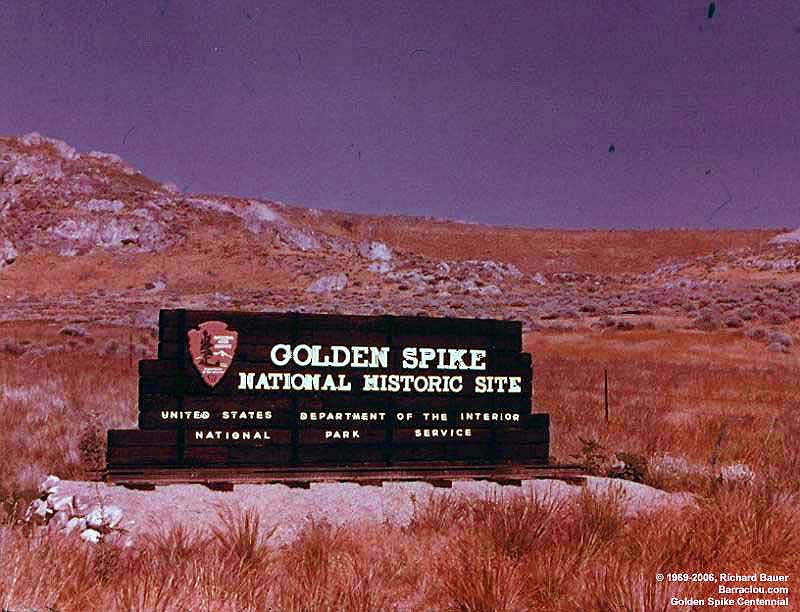 GOLDEN SPIKE
NATIONAL HISTORIC SITE
UNITED STATES DEPARTMENT OF THE INTERIOR
NATIONAL PARK SERVICE
© 1969-2006, Richard Bauer
Barraclou.com
Golden Spike Centennial